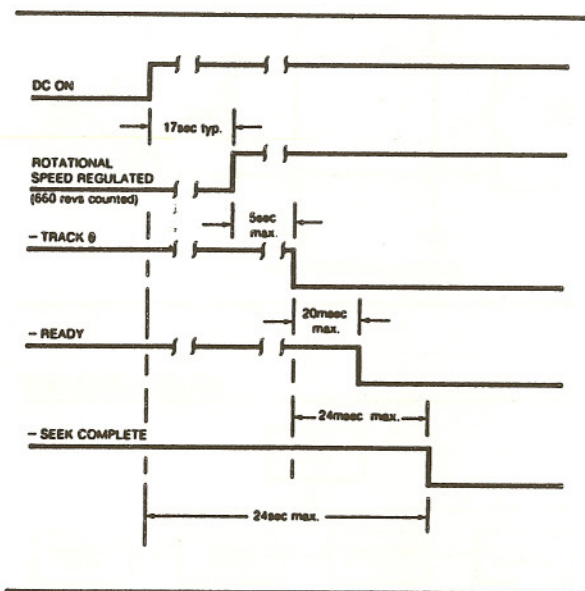 DC ON
17sec typ.
ROTATIONAL
SPEED REGULATED
(660 revs counted)
5sec
max.
– TRACK 0
20msec
max.
– READY
24msec max.
– SEEK COMPLETE
24sec max.